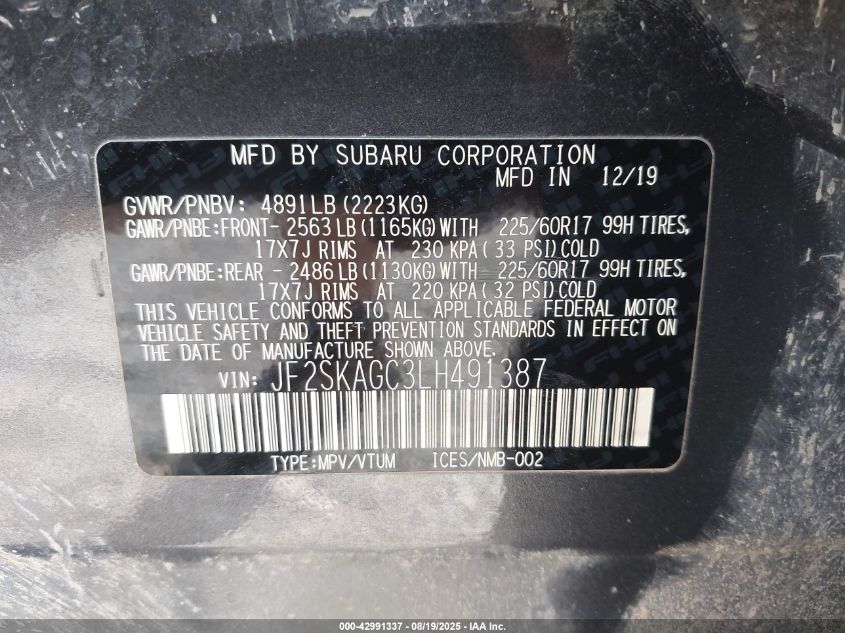 MFD BY SUBARU CORPORATION
MFD IN 12/19
GVWR/PNBV: 4891LB (2223KG)
GAWR/PNBE:FRONT- 2563LB (1165KG) WITH 225/60R17 99H TIRES,
17X7J RIMS AT 230 KPA ( 33 PSI) COLD
GAWR/PNBE:REAR - 2486LB (1130KG) WITH 225/60R17 99H TIRES,
17X7J RIMS AT 220 KPA ( 32 PSI) COLD
THIS VEHICLE CONFORMS TO ALL APPLICABLE FEDERAL MOTOR
VEHICLE SAFETY AND THEFT PREVENTION STANDARDS IN EFFECT ON
THE DATE OF MANUFACTURE SHOWN ABOVE.
VIN: JF2SKAGC3LH491387
TYPE:MPV/VTUM ICES/NMB-002
000-42991337 - 08/19/2025 - IAA Inc.